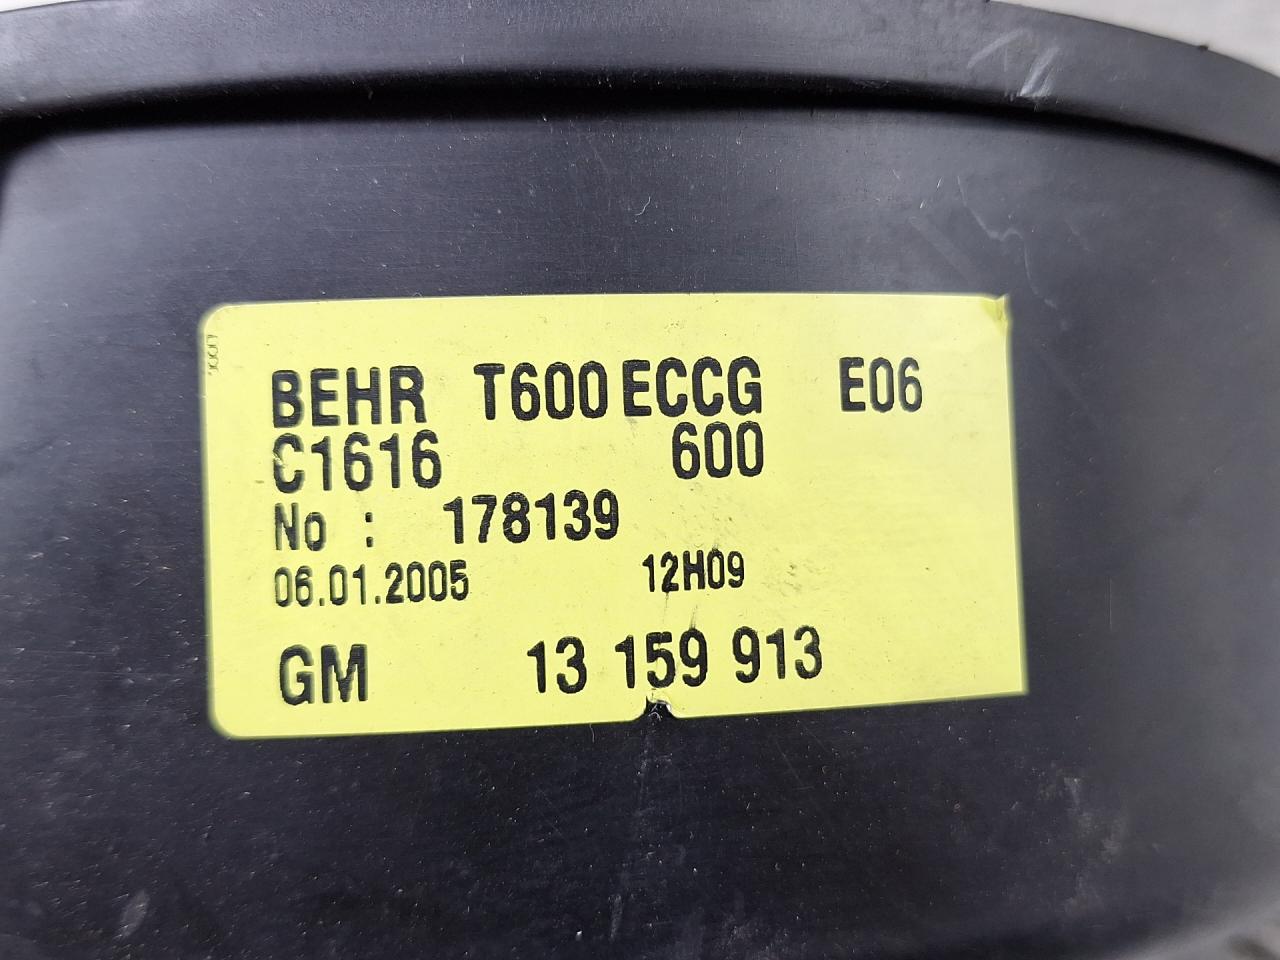 BEHR T600 ECCG E06
C1616 600
No : 178139
06.01.2005 12H09
GM 13 159 913